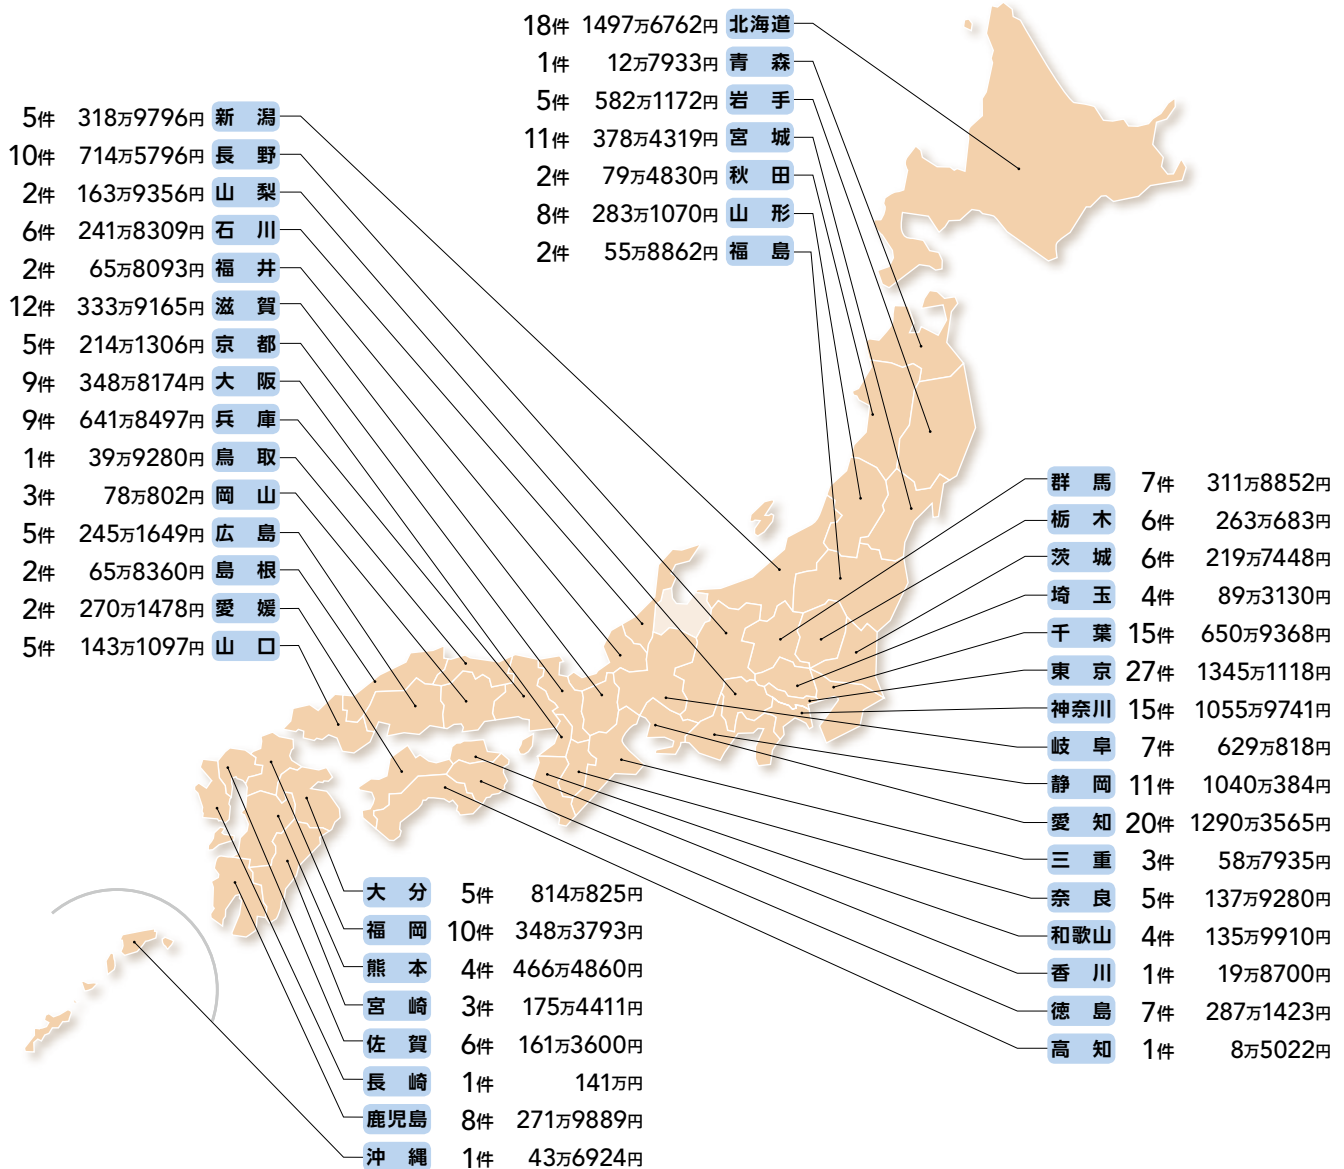 18件 1497万6762円 北海道
1件 12万7933円 青森
5件 582万1172円 岩手
11件 378万4319円 宮城
2件 79万4830円 秋田
8件 283万1070円 山形
2件 55万8862円 福島
5件 318万9796円 新潟
10件 714万5796円 長野
2件 163万9356円 山梨
6件 241万8309円 石川
2件 65万8093円 福井
12件 333万9165円 滋賀
5件 214万1306円 京都
9件 348万8174円 大阪
9件 641万8497円 兵庫
1件 39万9280円 鳥取
3件 78万802円 岡山
5件 245万1649円 広島
2件 65万8360円 島根
2件 270万1478円 愛媛
5件 143万1097円 山口
群馬 7件 311万8852円
栃木 6件 263万683円
茨城 6件 219万7448円
埼玉 4件 89万3130円
千葉 15件 650万9368円
東京 27件 1345万1118円
神奈川 15件 1055万9741円
岐阜 7件 629万818円
静岡 11件 1040万384円
愛知 20件 1290万3565円
三重 3件 58万7935円
奈良 5件 137万9280円
和歌山 4件 135万9910円
香川 1件 19万8700円
徳島 7件 287万1423円
高知 1件 8万5022円
大分 5件 814万825円
福岡 10件 348万3793円
熊本 4件 466万4860円
宮崎 3件 175万4411円
佐賀 6件 161万3600円
長崎 1件 141万円
鹿児島 8件 271万9889円
沖縄 1件 43万6924円